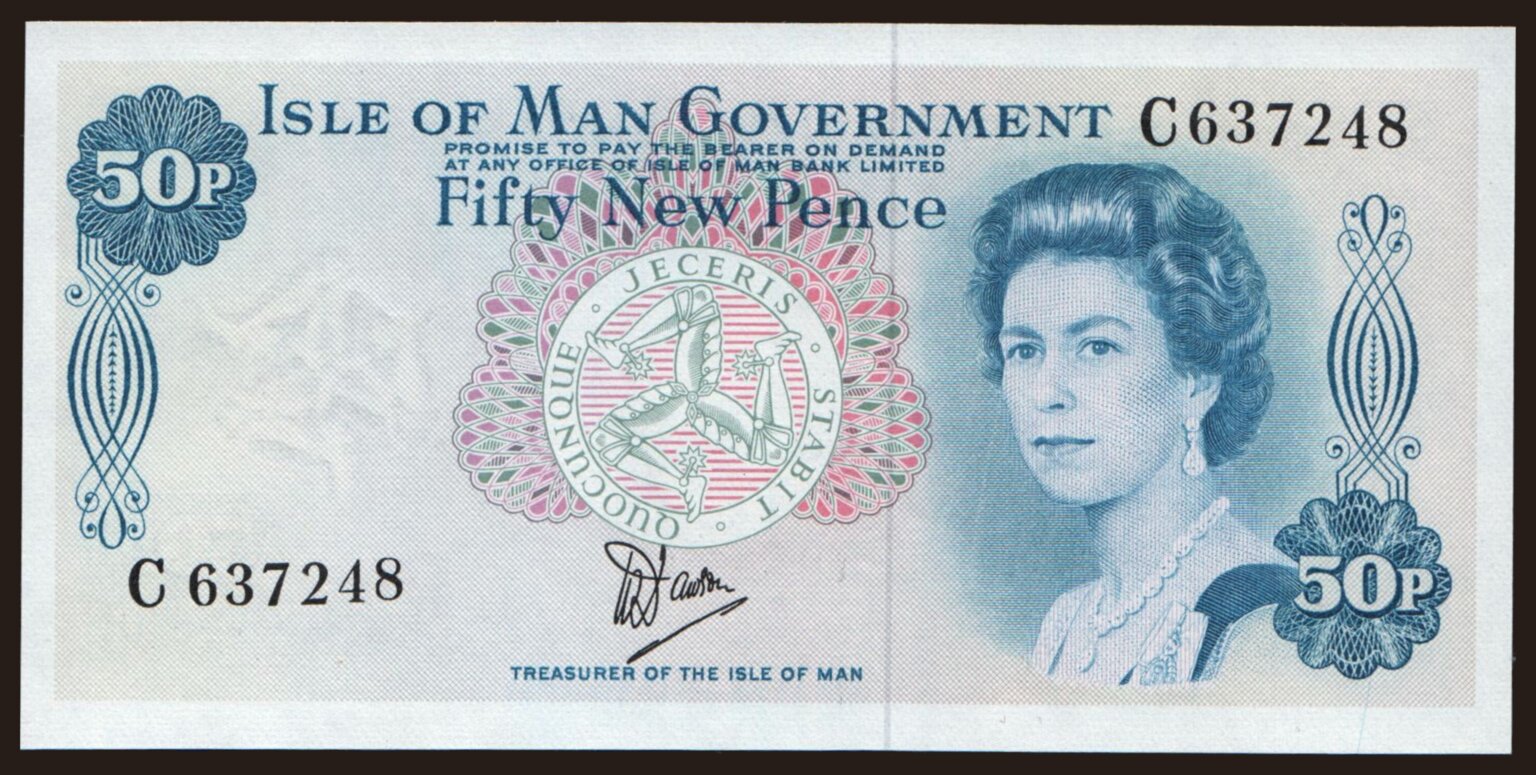 ISLE OF MAN GOVERNMENT
C637248
PROMISE TO PAY THE BEARER ON DEMAND
AT ANY OFFICE OF ISLE OF MAN BANK LIMITED
Fifty New Pence
50P
QUOCUNQUE · JECERIS · STABIT ·
C 637248
Dawson
TREASURER OF THE ISLE OF MAN
50P